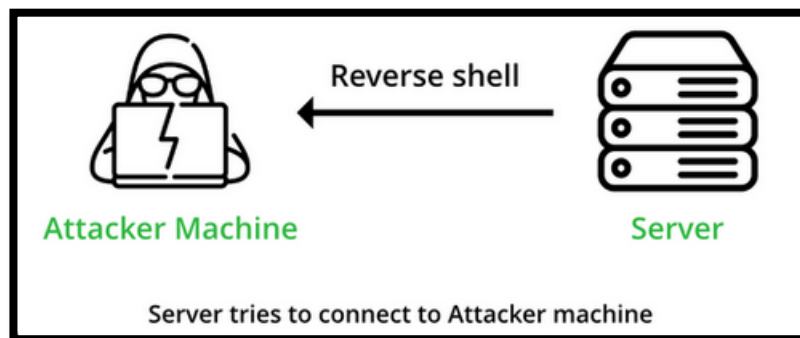 Reverse shell
Attacker Machine
Server
Server tries to connect to Attacker machine